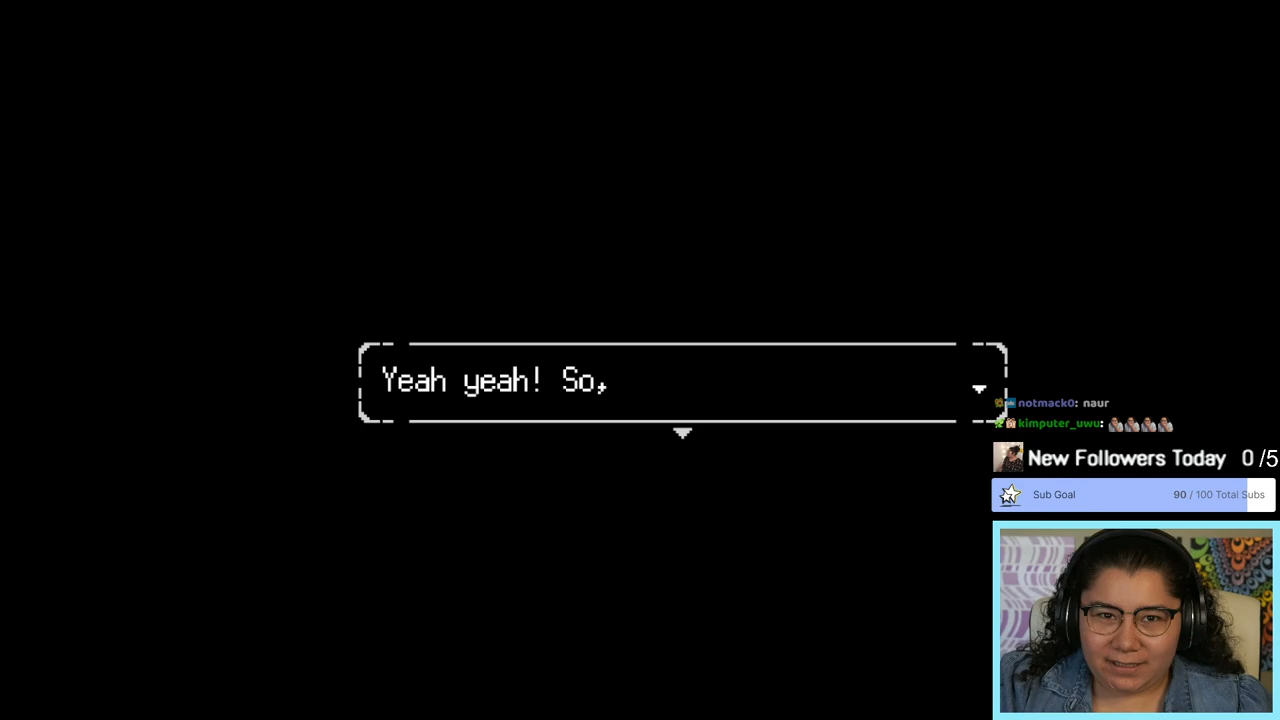 Yeah yeah! So,
notmack0: naur
kimputer_uwu:
New Followers Today 0 /5
Sub Goal 90 / 100 Total Subs